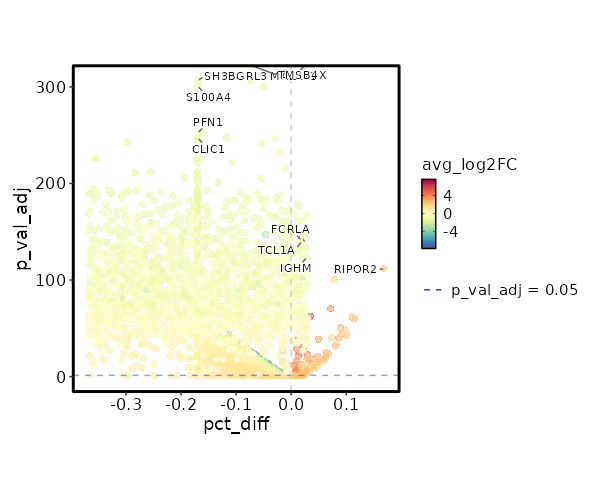 SH3BGRL3
TMSB4X
S100A4
PFN1
CLIC1
FCRLA
TCL1A
IGHM
RIPOR2
300
200
100
0
p_val_adj
-0.3
-0.2
-0.1
0.0
0.1
pct_diff
avg_log2FC
4
0
-4
p_val_adj = 0.05